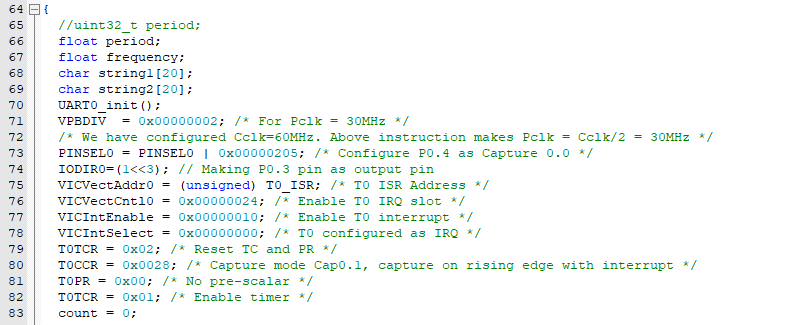 64 {
65 //uint32_t period;
66 float period;
67 float frequency;
68 char string1[20];
69 char string2[20];
70 UART0_init();
71 VPBDIV = 0x00000002; /* For Pclk = 30MHz */
72 /* We have configured Cclk=60MHz. Above instruction makes Pclk = Cclk/2 = 30MHz */
73 PINSEL0 = PINSEL0 | 0x00000205; /* Configure P0.4 as Capture 0.0 */
74 IODIR0=(1<<3); // Making P0.3 pin as output pin
75 VICVectAddr0 = (unsigned) T0_ISR; /* T0 ISR Address */
76 VICVectCntl0 = 0x00000024; /* Enable T0 IRQ slot */
77 VICIntEnable = 0x00000010; /* Enable T0 interrupt */
78 VICIntSelect = 0x00000000; /* T0 configured as IRQ */
79 T0TCR = 0x02; /* Reset TC and PR */
80 T0CCR = 0x0028; /* Capture mode Cap0.1, capture on rising edge with interrupt */
81 T0PR = 0x00; /* No pre-scalar */
82 T0TCR = 0x01; /* Enable timer */
83 count = 0;